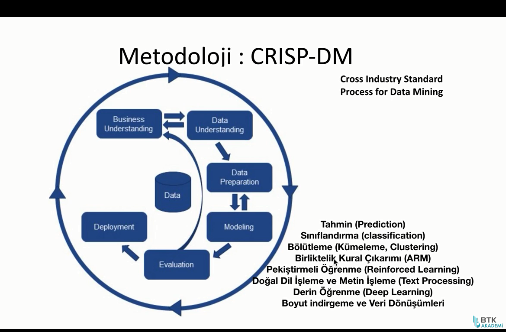 Metodoloji : CRISP-DM
Cross Industry Standard
Process for Data Mining
Business
Understanding
Data
Understanding
Data
Preparation
Data
Deployment
Modeling
Evaluation
Tahmin (Prediction)
Sınıflandırma (classification)
Bölütleme (Kümeleme, Clustering)
Birliktelik Kural Çıkarımı (ARM)
Pekiştirmeli Öğrenme (Reinforced Learning)
Doğal Dil İşleme ve Metin İşleme (Text Processing)
Derin Öğrenme (Deep Learning)
Boyut indirgeme ve Veri Dönüşümleri
BTK
AKADEMİ